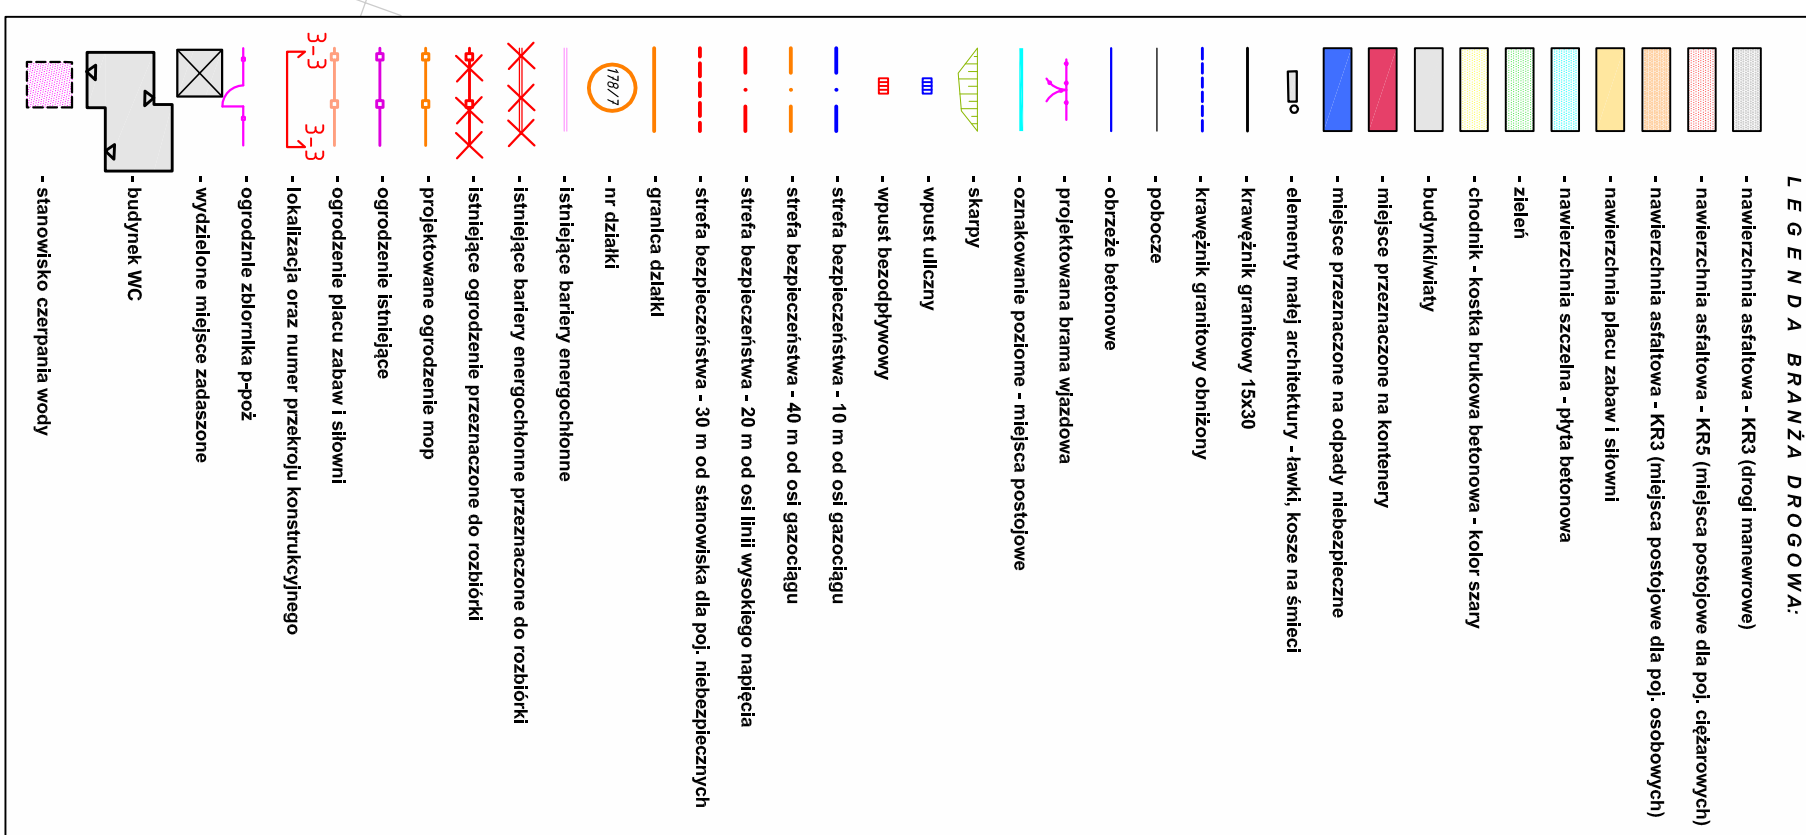 L E G E N D A  B R A N Ż A  D R O G O W A:
- nawierzchnia asfaltowa - KR3 (drogi manewrowe)
- nawierzchnia asfaltowa - KR5 (miejsca postojowe dla poj. ciężarowych)
- nawierzchnia asfaltowa - KR3 (miejsca postojowe dla poj. osobowych)
- nawierzchnia placu zabaw i siłowni
- nawierzchnia szczelna - płyta betonowa
- zieleń
- chodnik - kostka brukowa betonowa - kolor szary
- budynki/wiaty
- miejsce przeznaczone na kontenery
- miejsce przeznaczone na odpady niebezpieczne
- elementy małej architektury - ławki, kosze na śmieci
- krawężnik granitowy 15x30
- krawężnik granitowy obniżony
- pobocze
- obrzeże betonowe
- projektowana brama wjazdowa
- oznakowanie poziome - miejsca postojowe
- skarpy
- wpust uliczny
- wpust bezodpływowy
- strefa bezpieczeństwa - 10 m od osi gazociągu
- strefa bezpieczeństwa - 40 m od osi gazociągu
- strefa bezpieczeństwa - 20 m od osi linii wysokiego napięcia
- strefa bezpieczeństwa - 30 m od stanowiska dla poj. niebezpiecznych
- granica działki
178/7 - nr działki
- istniejące bariery energochłonne
- istniejące bariery energochłonne przeznaczone do rozbiórki
- istniejące ogrodzenie przeznaczone do rozbiórki
- projektowane ogrodzenie mop
- ogrodzenie istniejące
- ogrodzenie placu zabaw i siłowni
3-3 3-3 - lokalizacja oraz numer przekroju konstrukcyjnego
- ogrodznie zbiornika p-poż
- wydzielone miejsce zadaszone
- budynek WC
- stanowisko czerpania wody